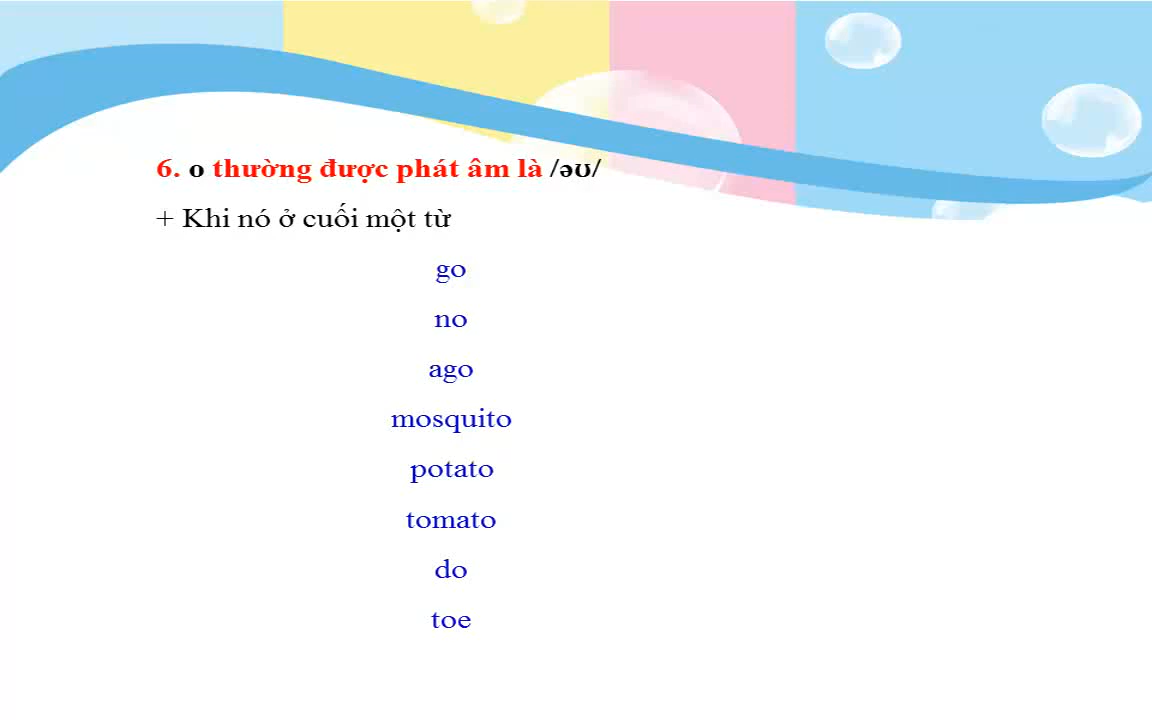 6. o thường được phát âm là /əʊ/
+ Khi nó ở cuối một từ
go
no
ago
mosquito
potato
tomato
do
toe